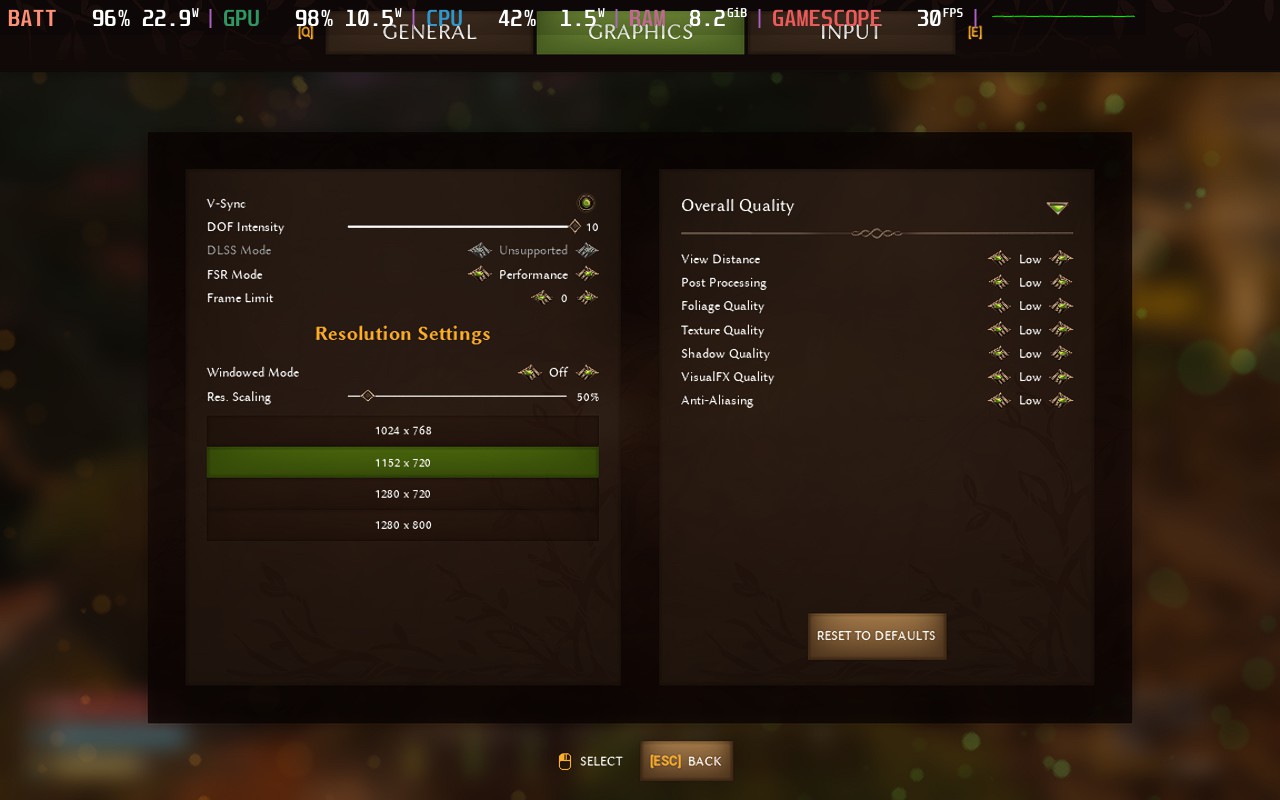 BATT 96% 22.9W | GPU 98% 10.5W | CPU 42% 1.5W | RAM 8.2GiB | GAMESCOPE 30FPS |
[Q] GENERAL GRAPHICS INPUT [E]
V-Sync
DOF Intensity 10
DLSS Mode Unsupported
FSR Mode Performance
Frame Limit 0
Resolution Settings
Windowed Mode Off
Res. Scaling 50%
1024 x 768
1152 x 720
1280 x 720
1280 x 800
Overall Quality
View Distance Low
Post Processing Low
Foliage Quality Low
Texture Quality Low
Shadow Quality Low
VisualFX Quality Low
Anti-Aliasing Low
RESET TO DEFAULTS
SELECT [ESC] BACK